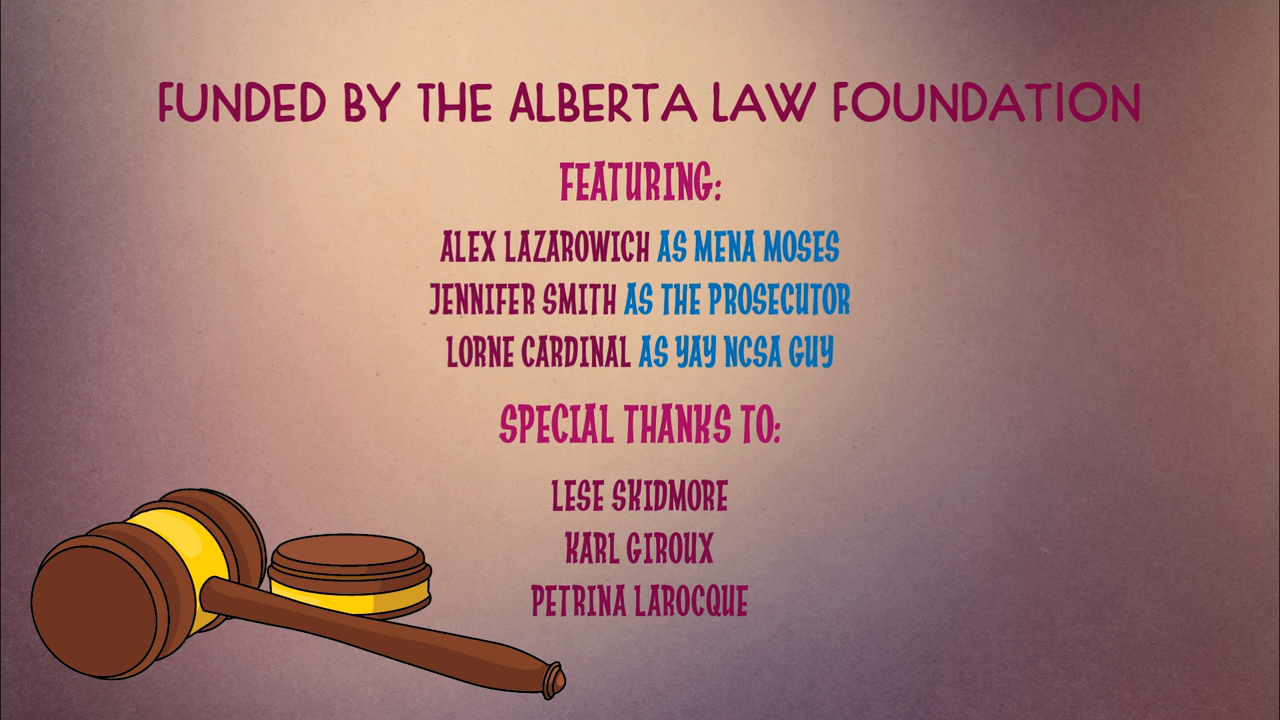 FUNDED BY THE ALBERTA LAW FOUNDATION
FEATURING:
ALEX LAZAROWICH AS MENA MOSES
JENNIFER SMITH AS THE PROSECUTOR
LORNE CARDINAL AS YAY NCSA GUY
SPECIAL THANKS TO:
LESE SKIDMORE
KARL GIROUX
PETRINA LAROCQUE